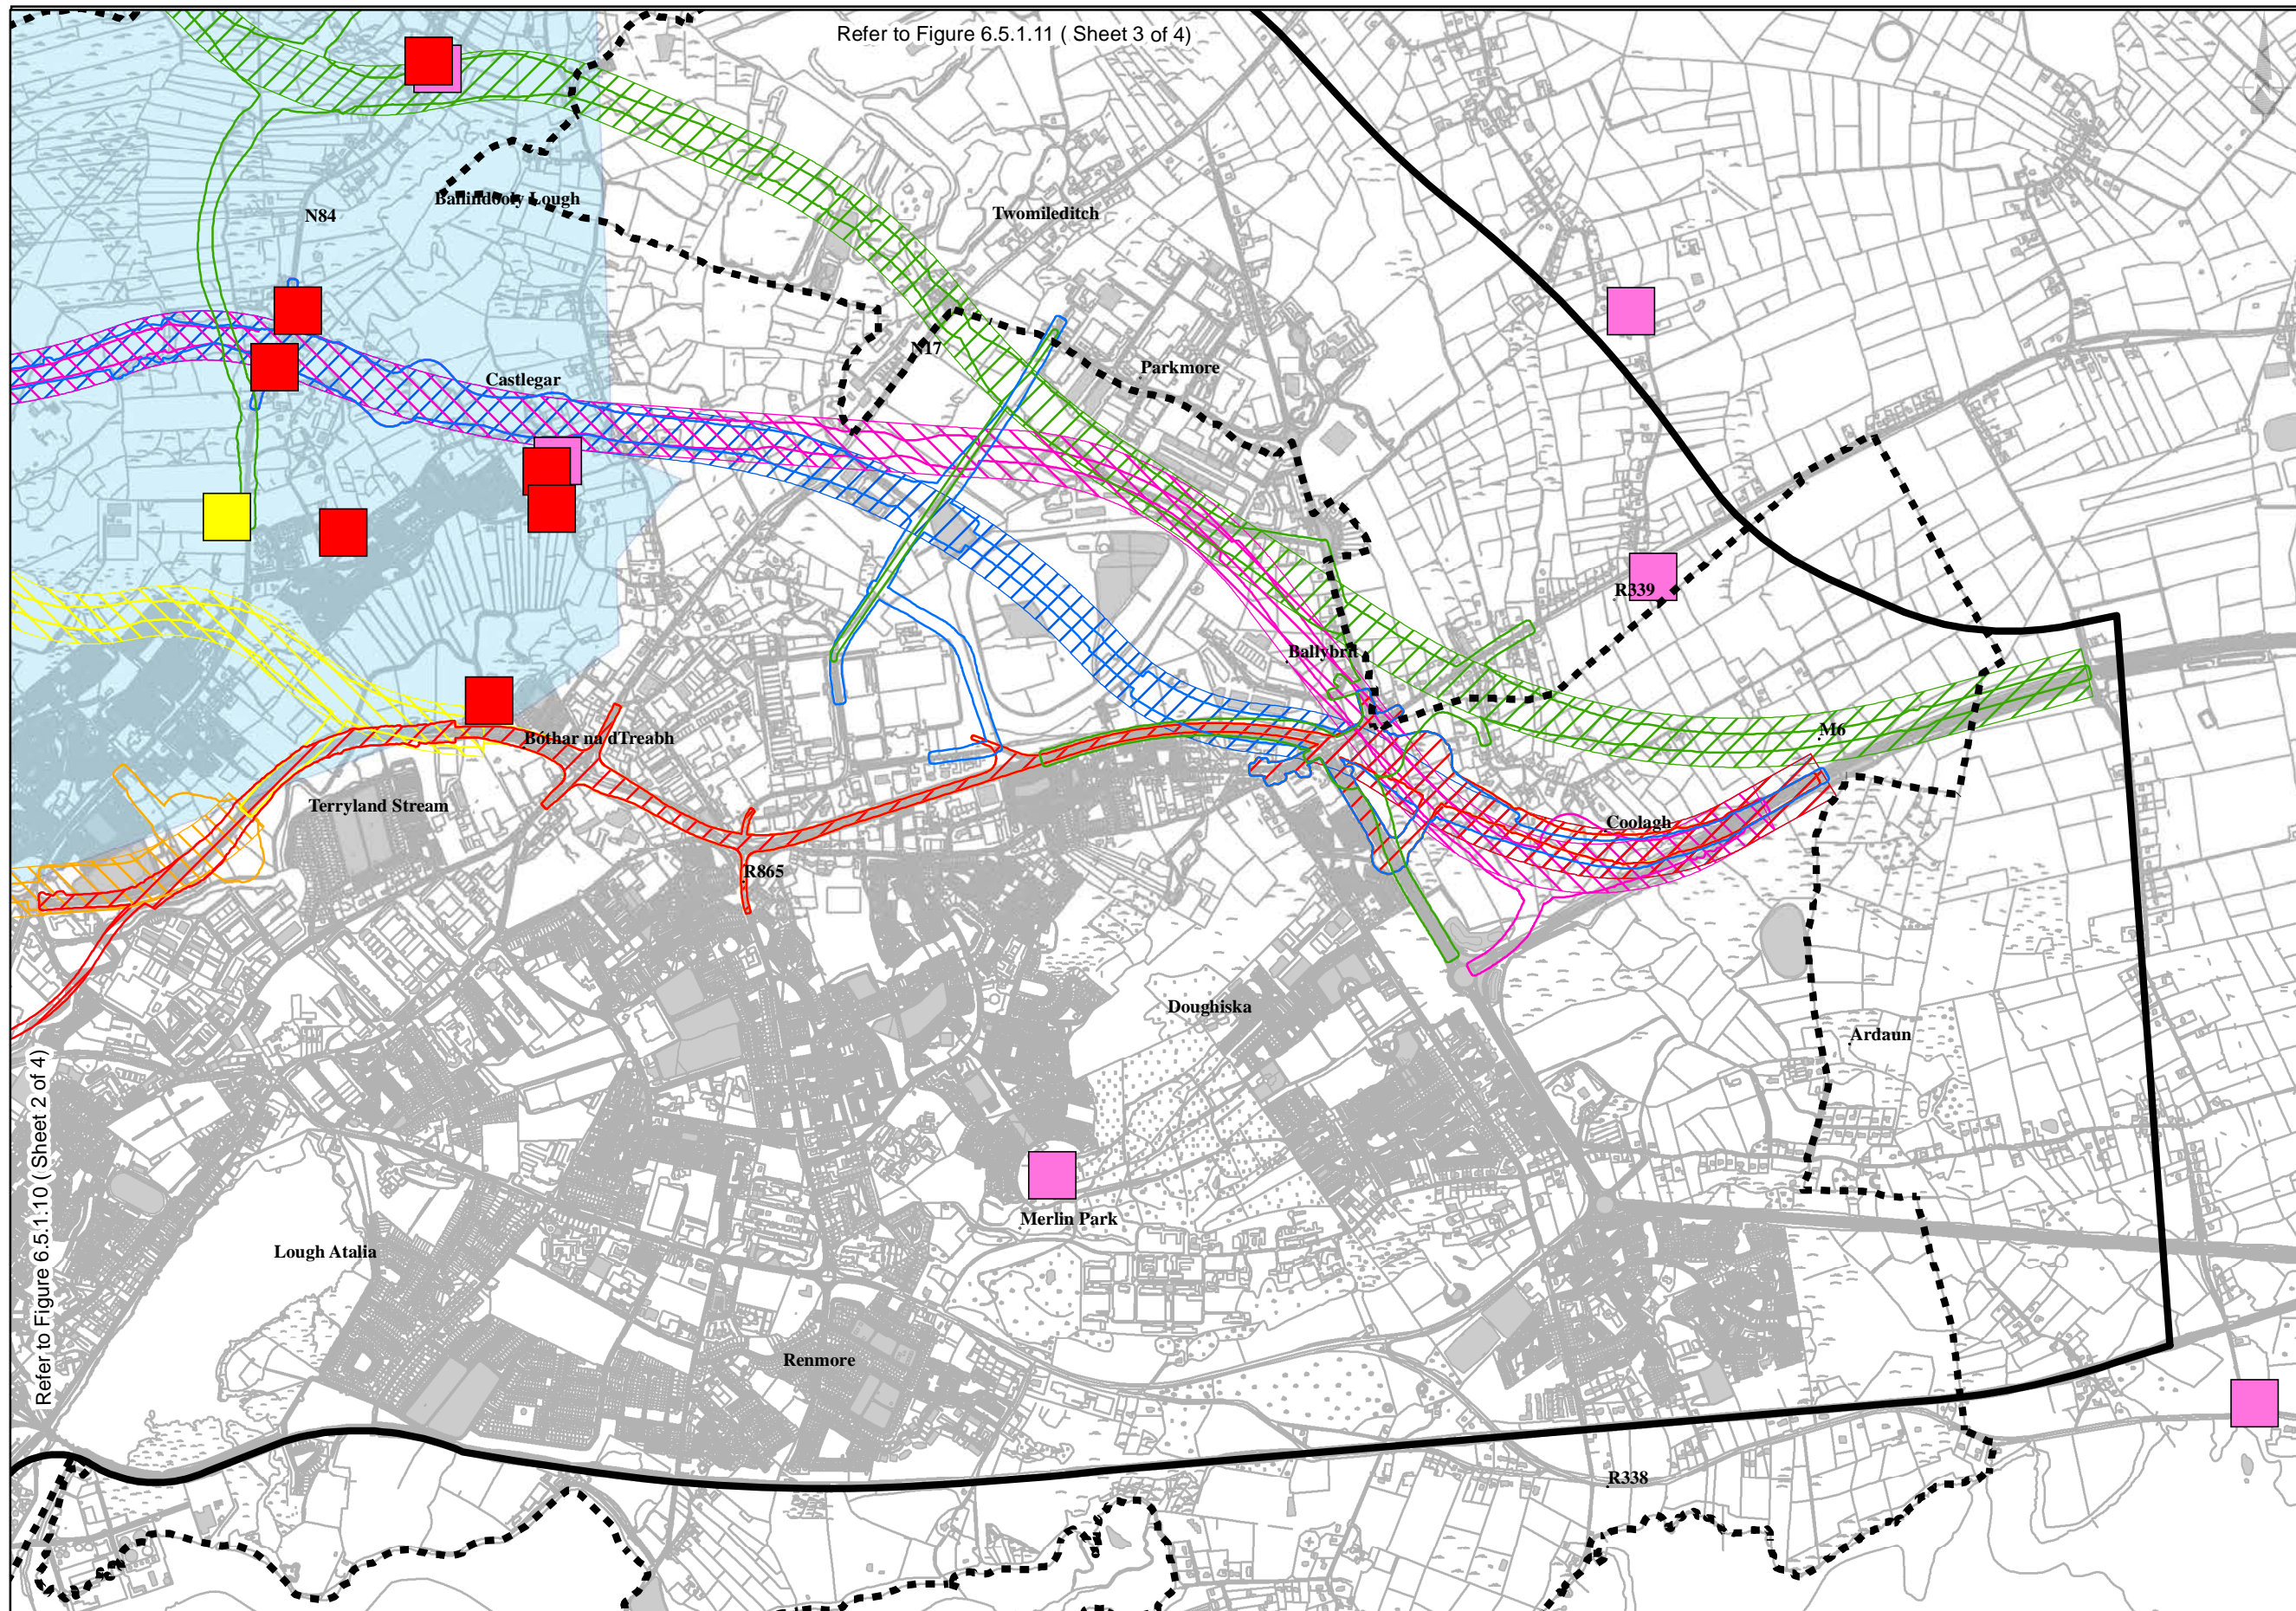 Refer to Figure 6.5.1.11 ( Sheet 3 of 4)
Ballindooly Lough
N84
Twomileditch
N17
Parkmore
Castlegar
R339
Ballybrit
M6
Bóthar na dTreabh
Terryland Stream
Coolagh
R865
Doughiska
Ardaun
Refer to Figure 6.5.1.10 ( Sheet 2 of 4)
Merlin Park
Lough Atalia
Renmore
R338